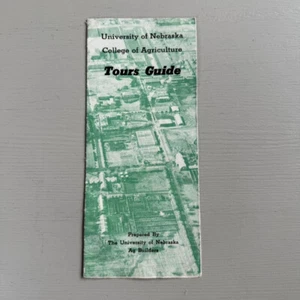 University of Nebraska
College of Agriculture
Tours Guide
Prepared By
The University of Nebraska
Ag Builders